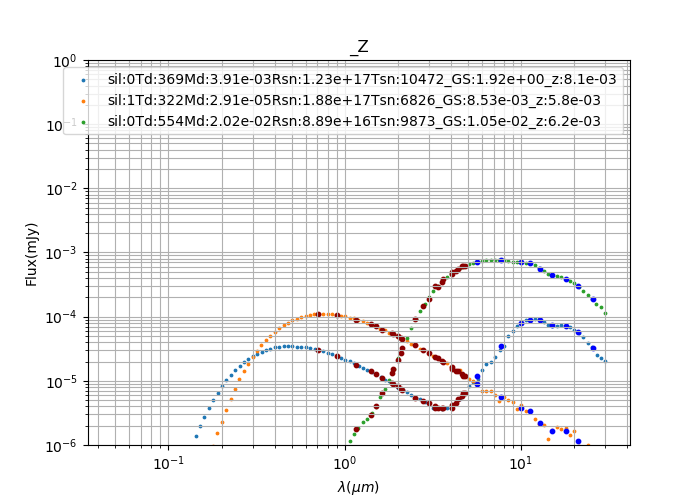 _Z
10^0
sil:0Td:369Md:3.91e-03Rsn:1.23e+17Tsn:10472_GS:1.92e+00_z:8.1e-03
sil:1Td:322Md:2.91e-05Rsn:1.88e+17Tsn:6826_GS:8.53e-03_z:5.8e-03
sil:0Td:554Md:2.02e-02Rsn:8.89e+16Tsn:9873_GS:1.05e-02_z:6.2e-03
10^−1
10^−2
10^−3
10^−4
10^−5
10^−6
Flux(mJy)
10^−1 10^0 10^1
λ(μm)